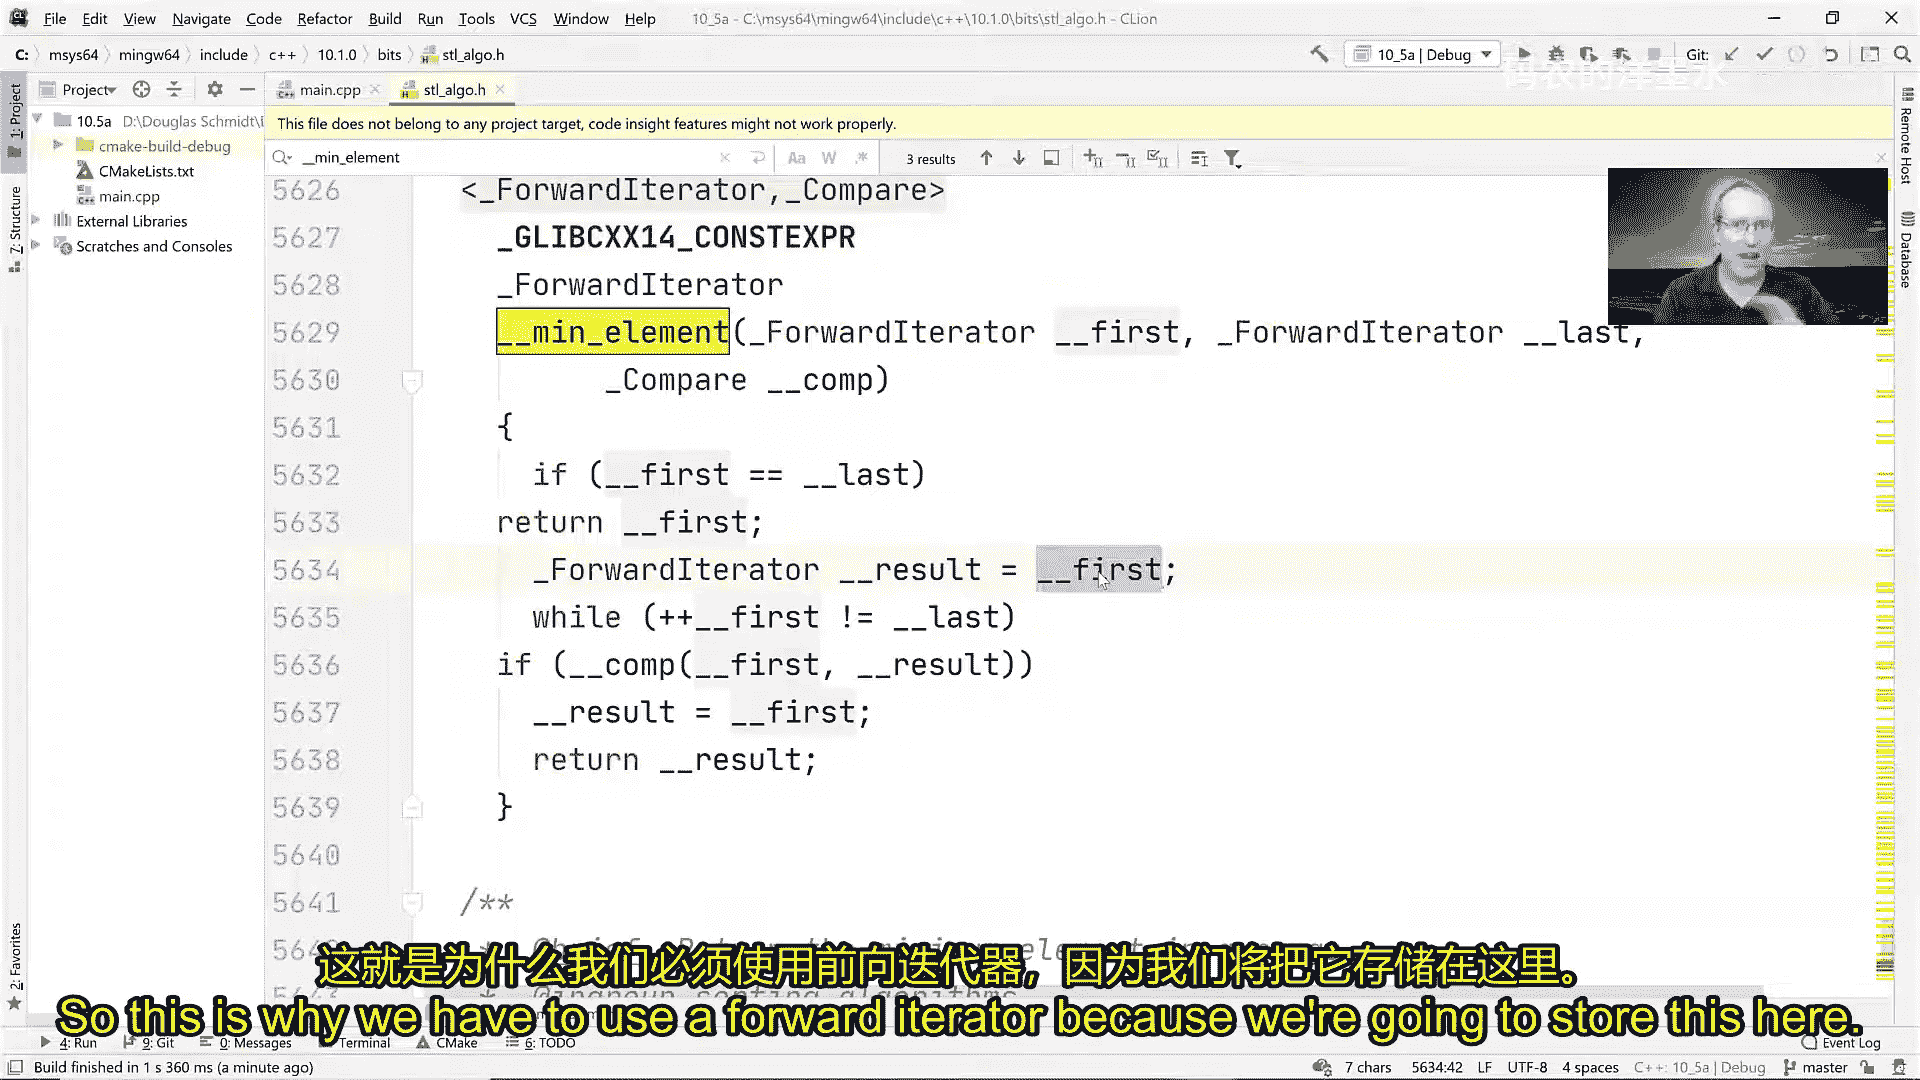 File Edit View Navigate Code Refactor Build Run Tools VCS Window Help 10_5a - C:\msys64\mingw64\include\c++\10.1.0\bits\stl_algo.h - CLion
C: msys64 mingw64 include c++ 10.1.0 bits stl_algo.h 10_5a | Debug Git:
Project main.cpp stl_algo.h
1: Project
10.5a D:\Douglas Schmidt\
This file does not belong to any project target, code insight features might not work properly.
cmake-build-debug
__min_element Aa W .* 3 results
CMakeLists.txt
main.cpp
External Libraries
Scratches and Consoles
7: Structure
Remote Host
Database
5626 <_ForwardIterator,_Compare>
5627 _GLIBCXX14_CONSTEXPR
5628 _ForwardIterator
5629 __min_element(_ForwardIterator __first, _ForwardIterator __last,
5630 _Compare __comp)
5631 {
5632 if (__first == __last)
5633 return __first;
5634 _ForwardIterator __result = __first;
5635 while (++__first != __last)
5636 if (__comp(__first, __result))
5637 __result = __first;
5638 return __result;
5639 }
5640
5641 /**
2: Favorites
这就是为什么我们必须使用前向迭代器，因为我们将把它存储在这里。
So this is why we have to use a forward iterator because we're going to store this here.
4: Run 9: Git 0: Messages Terminal CMake 6: TODO Event Log
Build finished in 1 s 360 ms (a minute ago) 7 chars 5634:42 LF UTF-8 4 spaces C++: 10_5a | Debug master